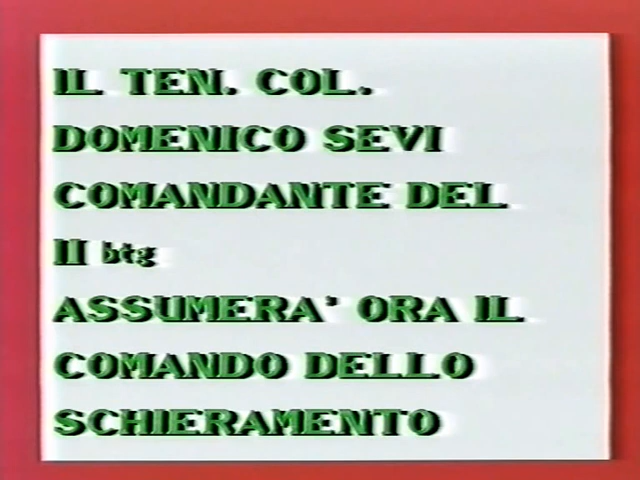 IL TEN. COL.
DOMENICO SEVI
COMANDANTE DEL
II btg
ASSUMERA' ORA IL
COMANDO DELLO
SCHIERAMENTO